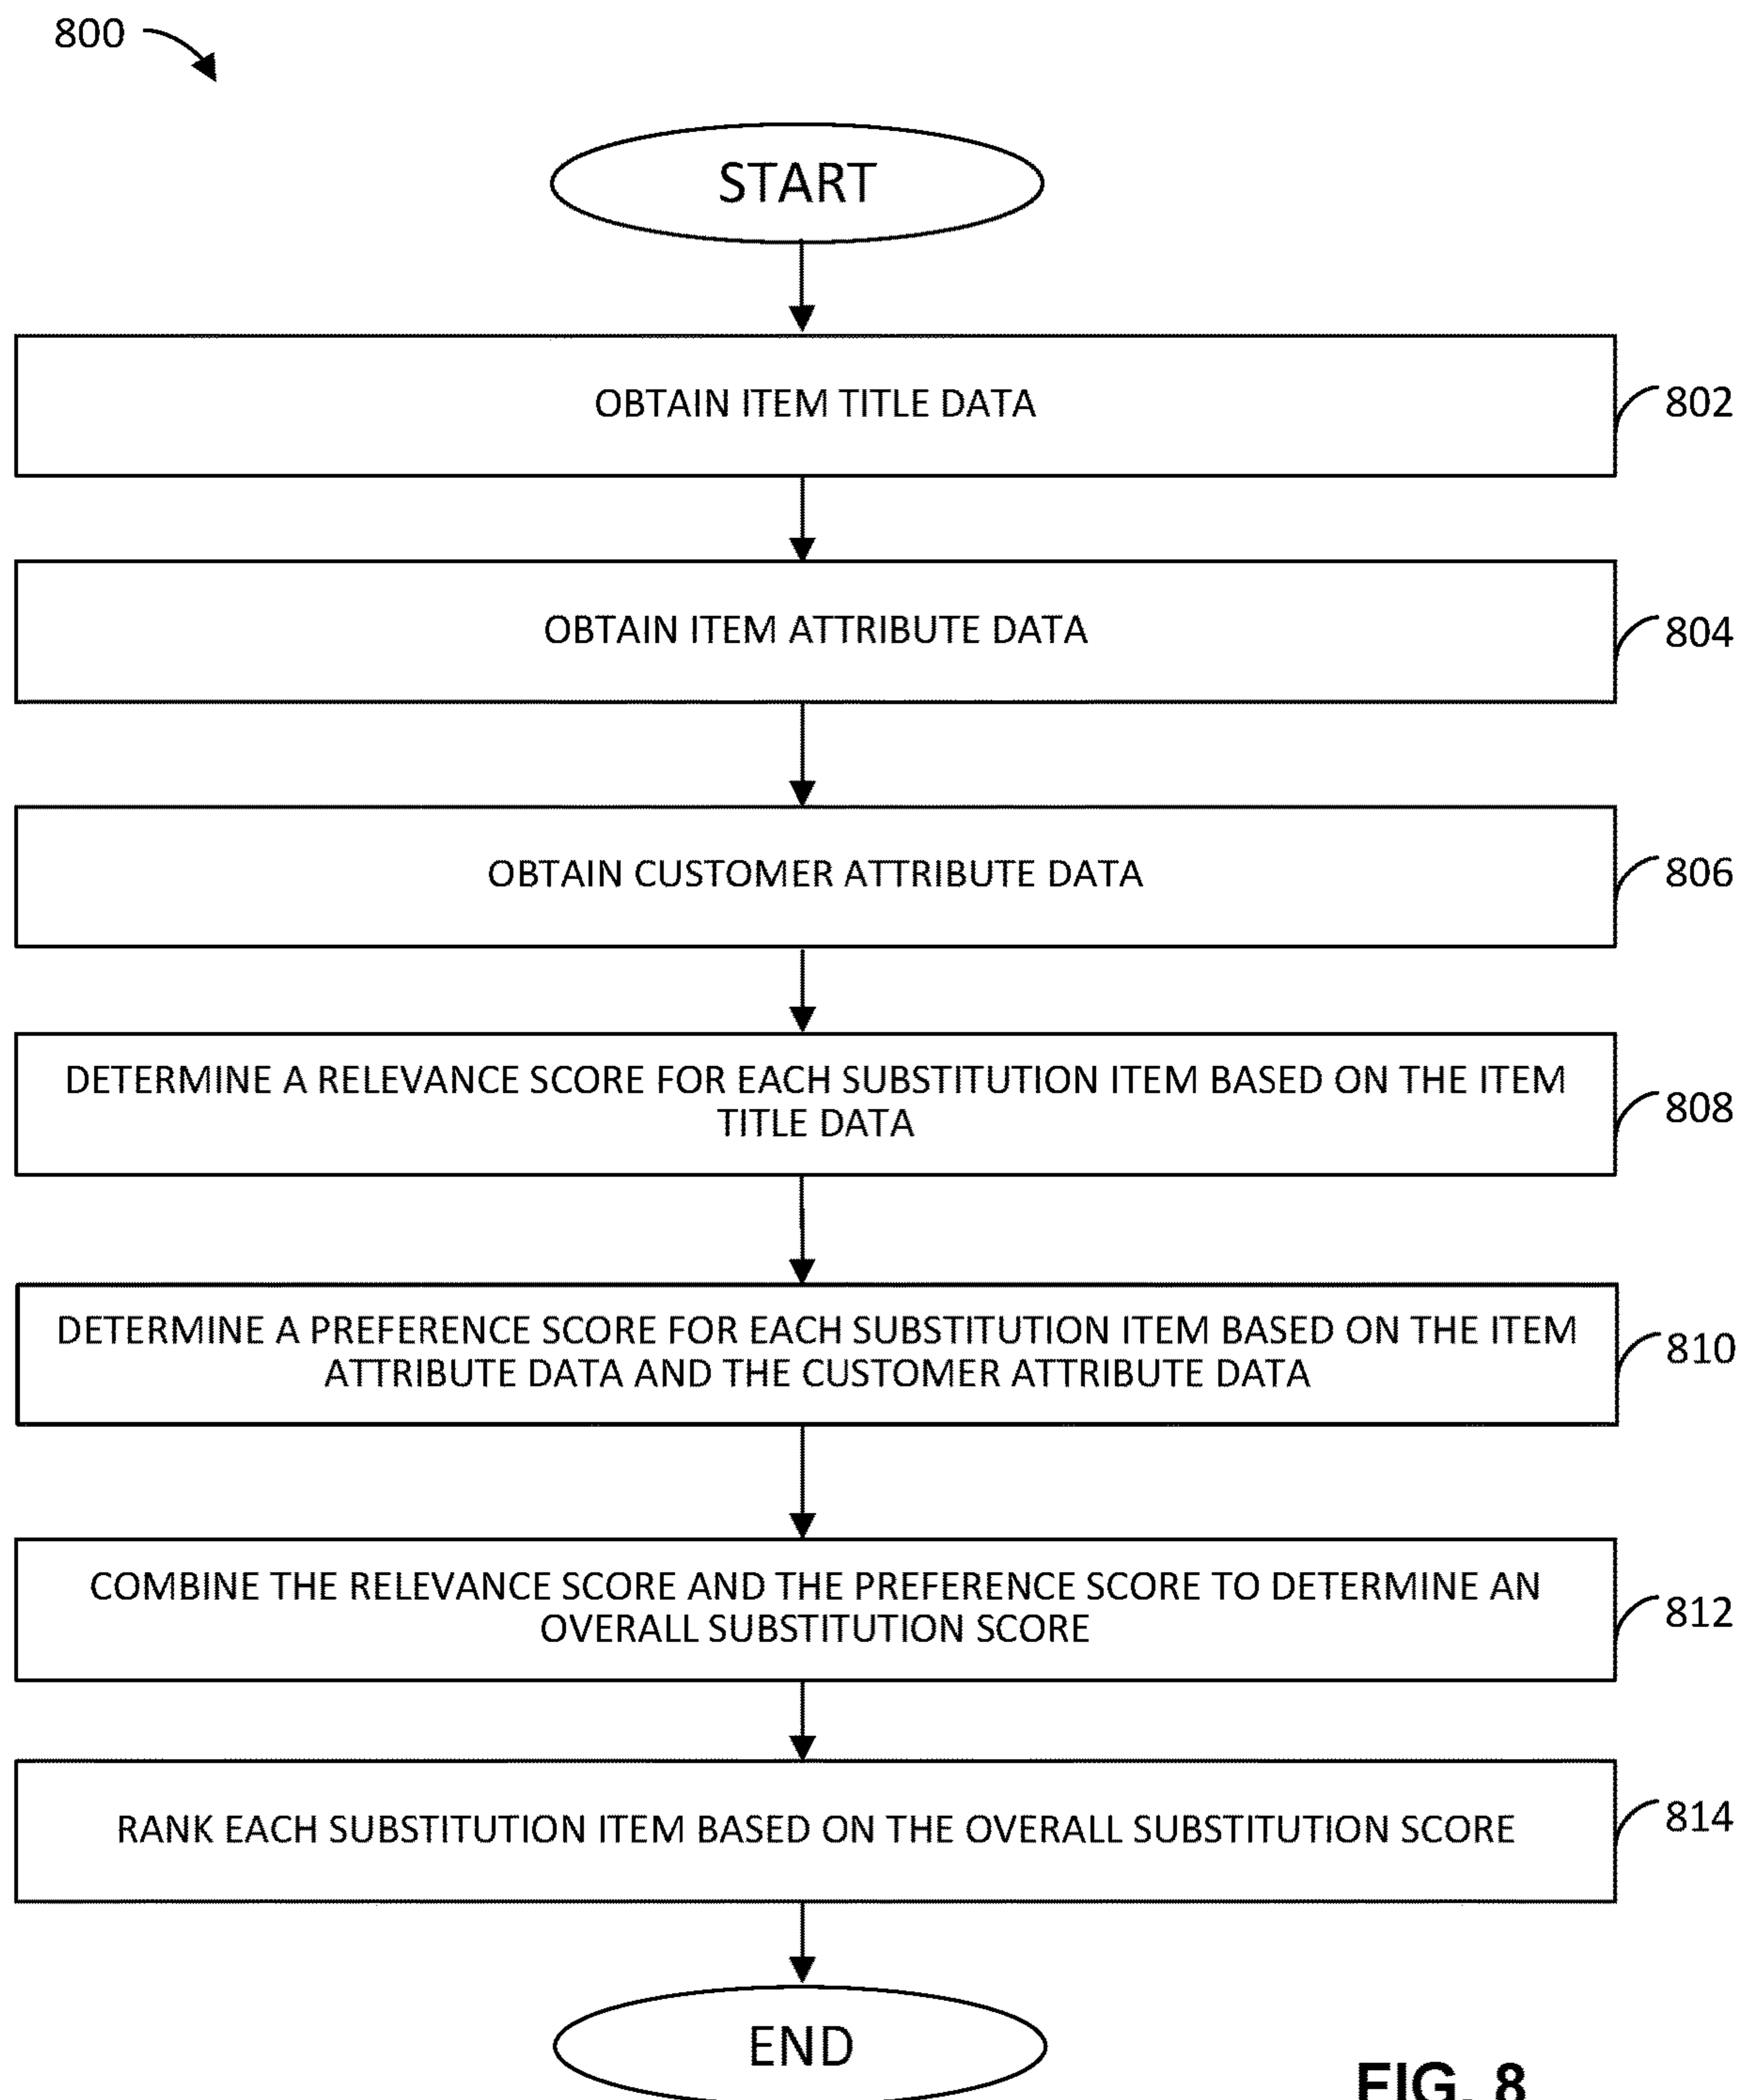 800
START
OBTAIN ITEM TITLE DATA
802
OBTAIN ITEM ATTRIBUTE DATA
804
OBTAIN CUSTOMER ATTRIBUTE DATA
806
DETERMINE A RELEVANCE SCORE FOR EACH SUBSTITUTION ITEM BASED ON THE ITEM
TITLE DATA
808
DETERMINE A PREFERENCE SCORE FOR EACH SUBSTITUTION ITEM BASED ON THE ITEM
ATTRIBUTE DATA AND THE CUSTOMER ATTRIBUTE DATA
810
COMBINE THE RELEVANCE SCORE AND THE PREFERENCE SCORE TO DETERMINE AN
OVERALL SUBSTITUTION SCORE
812
RANK EACH SUBSTITUTION ITEM BASED ON THE OVERALL SUBSTITUTION SCORE
814
END
FIG. 8